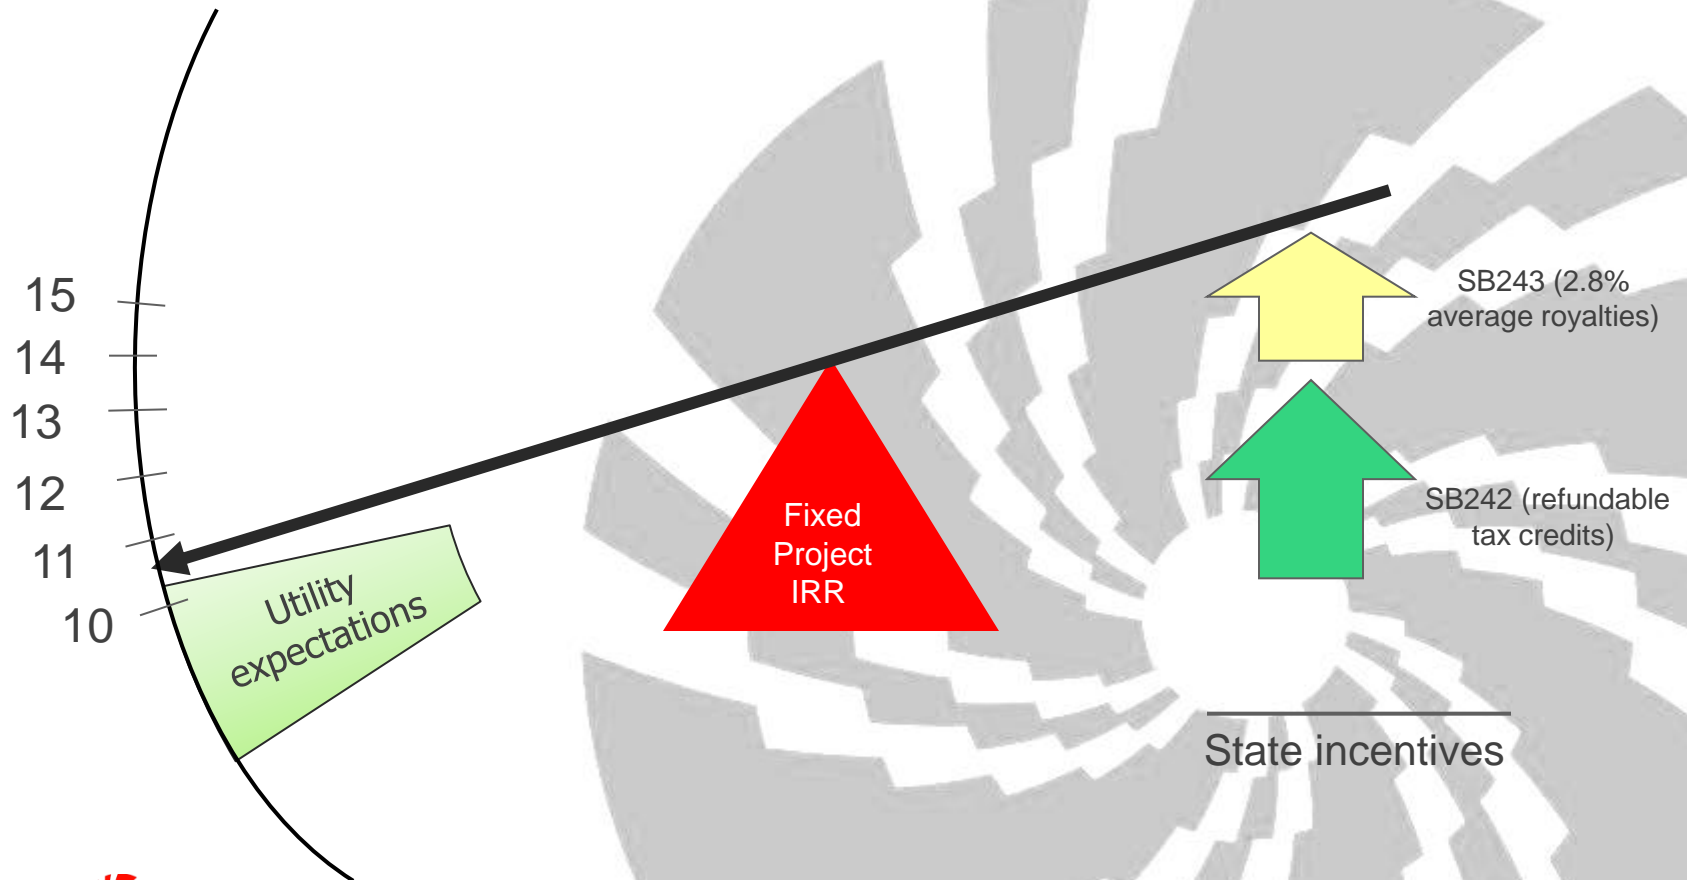 15
14
13
12
11
10
Utility
expectations
Fixed
Project
IRR
SB243 (2.8%
average royalties)
SB242 (refundable
tax credits)
State incentives